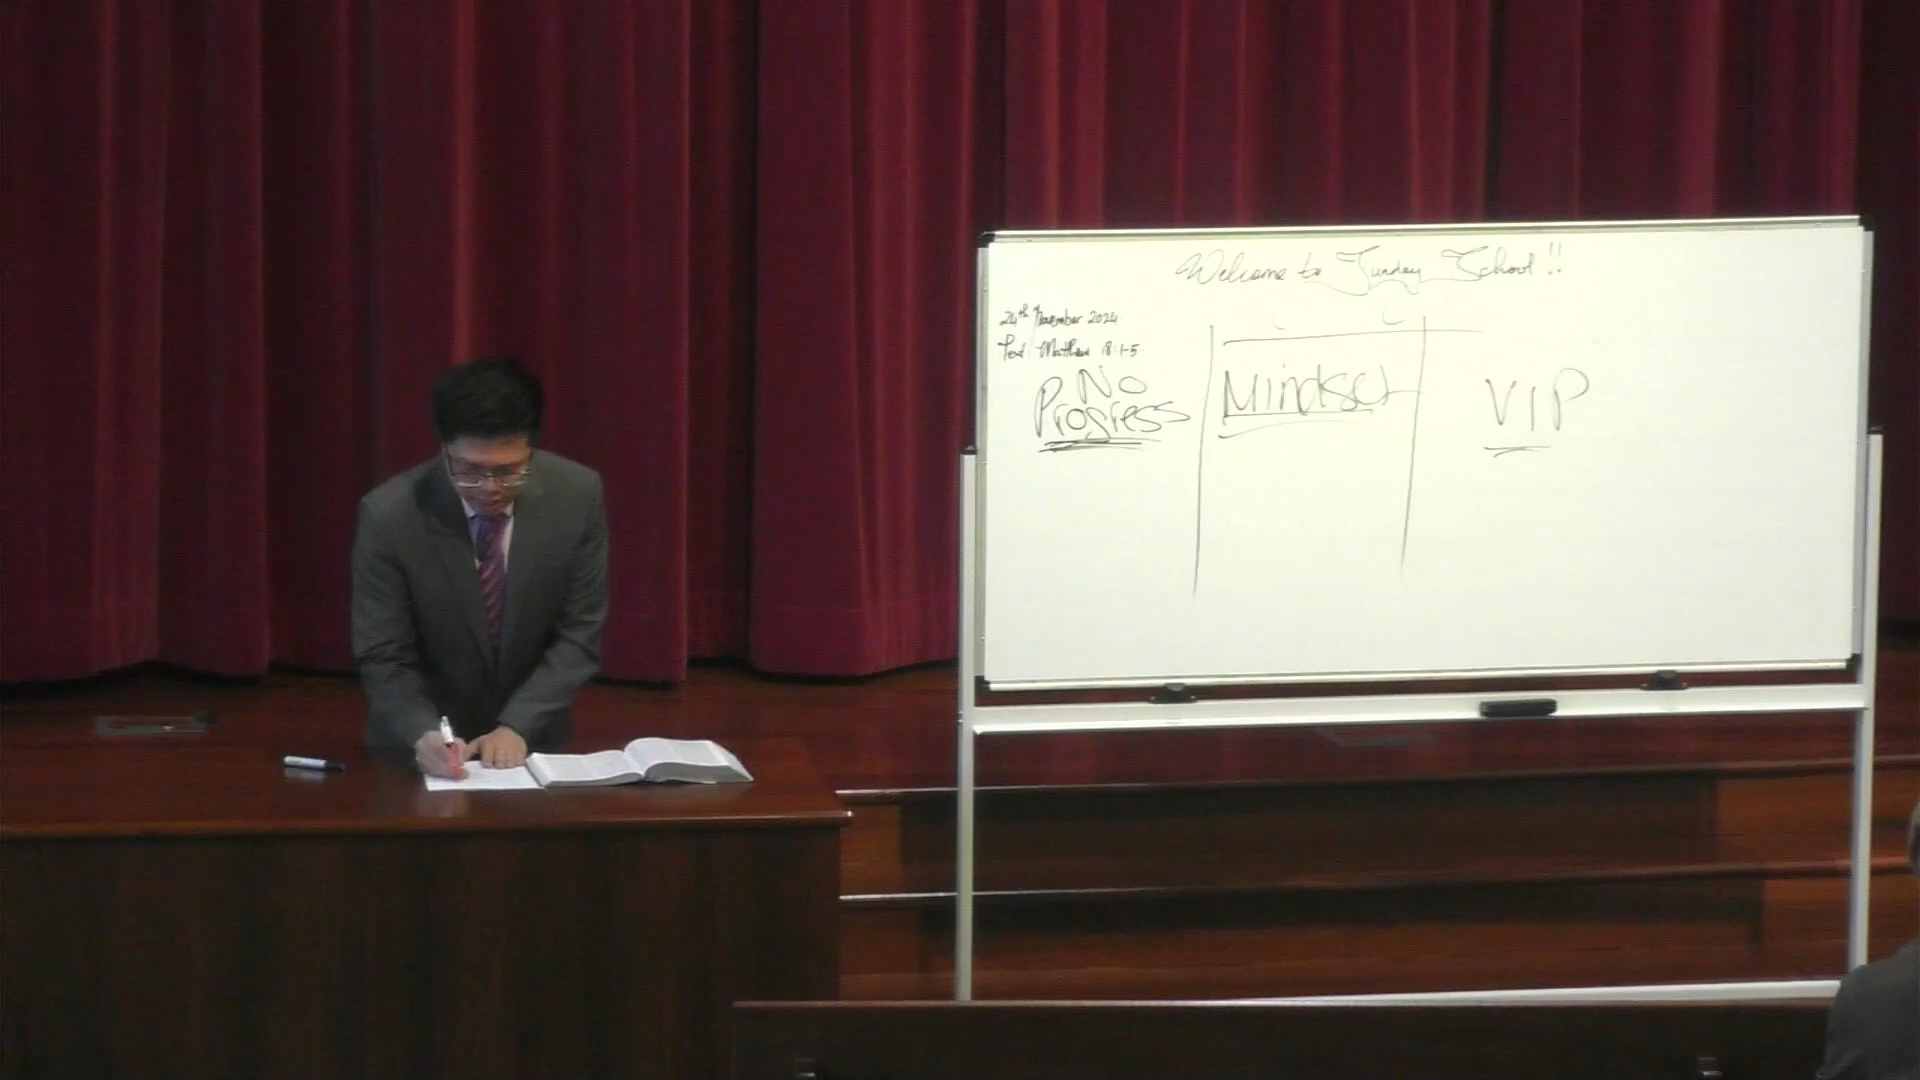 Welcome to Sunday School!!
24th November 2024
Text: Matthew 18:1-5
No
Progress
Mindset
VIP